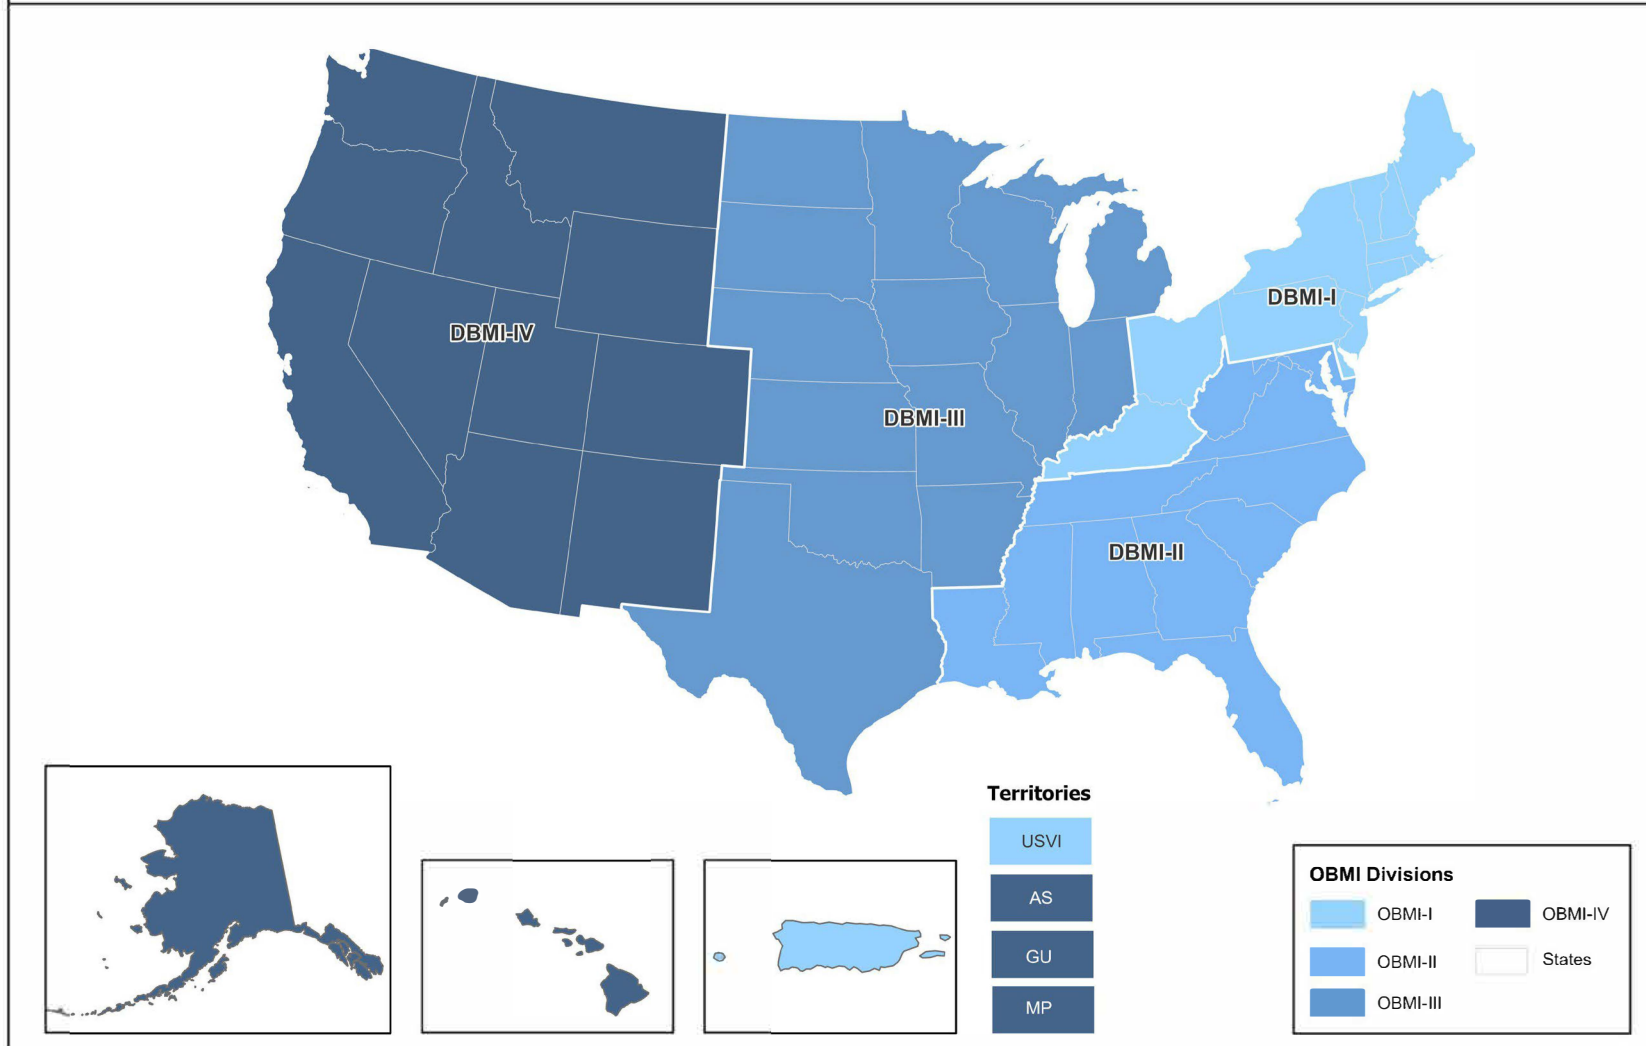 DBMI-I
DBMI-IV
DBMI-III
DBMI-II
Territories
USVI
AS
GU
MP
OBMI Divisions
OBMI-I
OBMI-IV
OBMI-II
States
OBMI-III